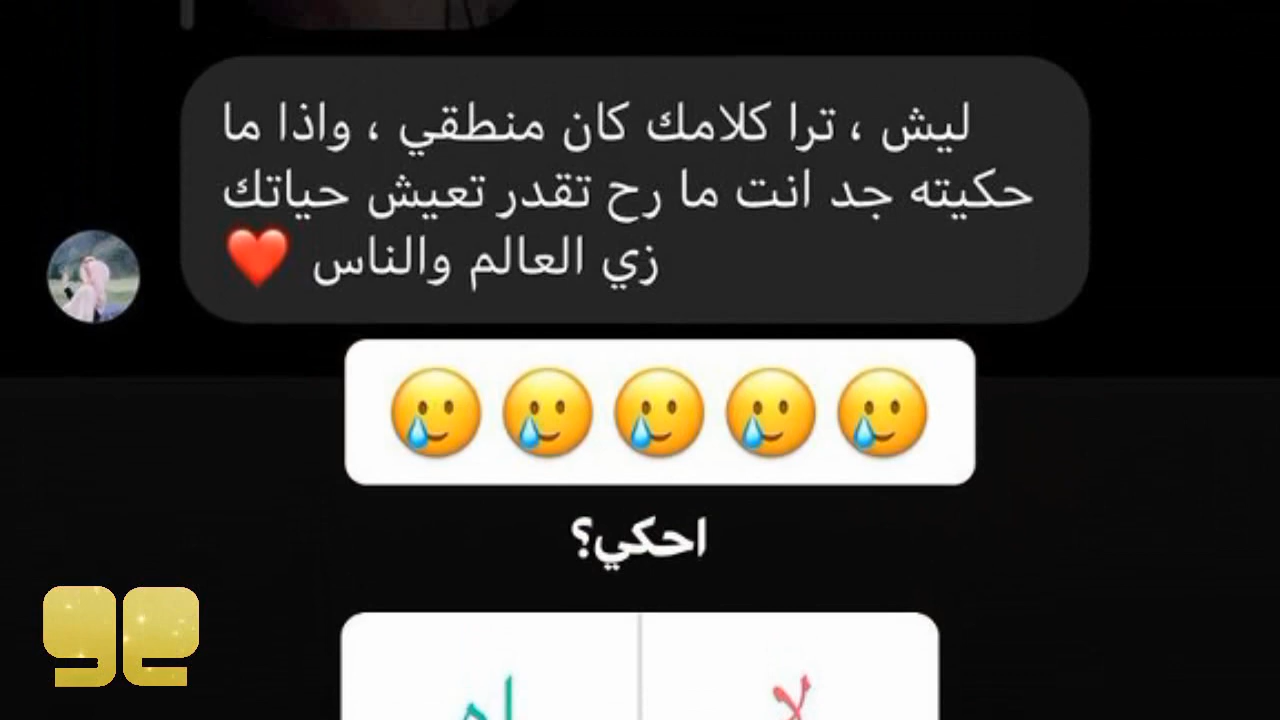 ليش ، ترا كلامك كان منطقي ، واذا ما
حكيته جد انت ما رح تقدر تعيش حياتك
زي العالم والناس ❤️
🥲🥲🥲🥲🥲
احكي؟
لا